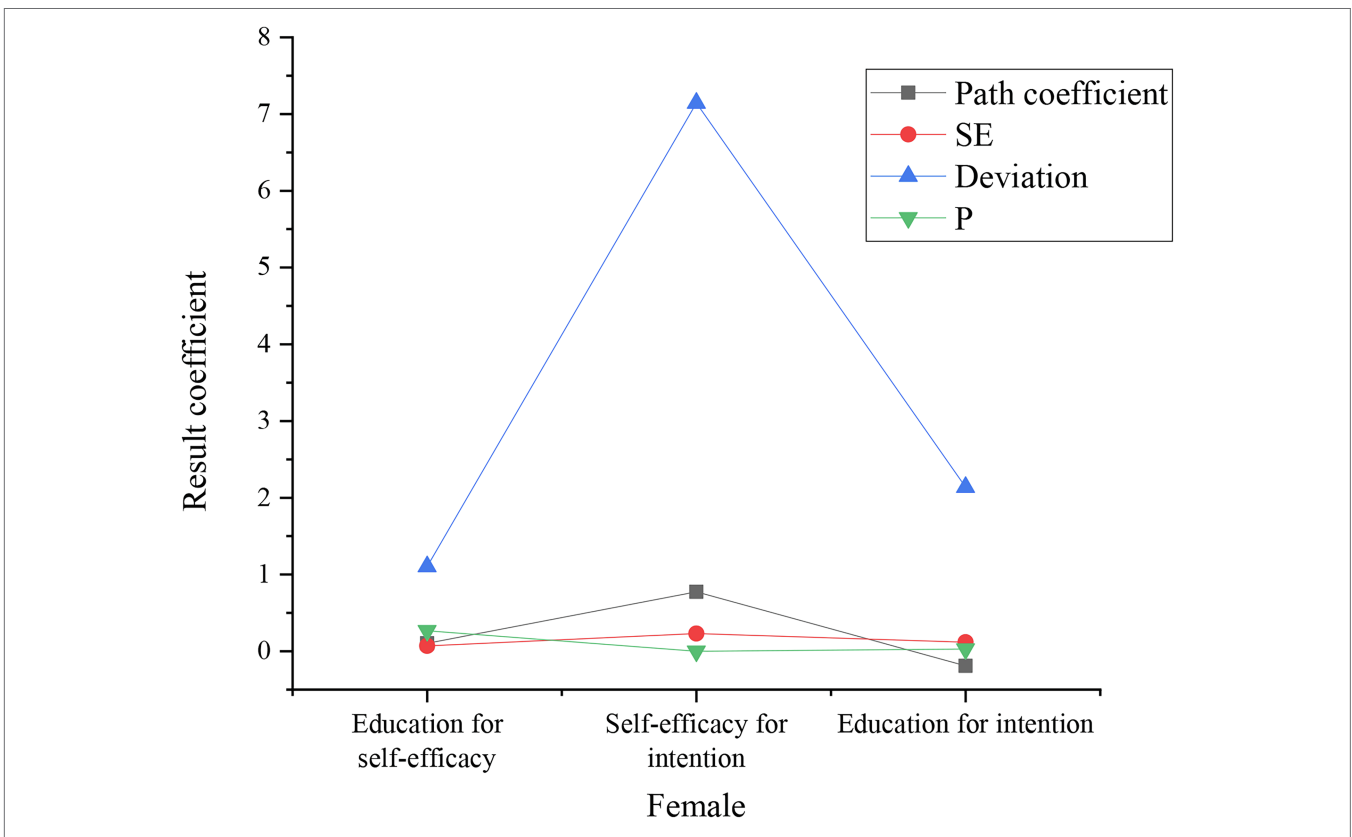 8
7
6
5
4
3
2
1
0
Result coefficient
Path coefficient
SE
Deviation
P
Education for
self-efficacy
Self-efficacy for
intention
Education for intention
Female